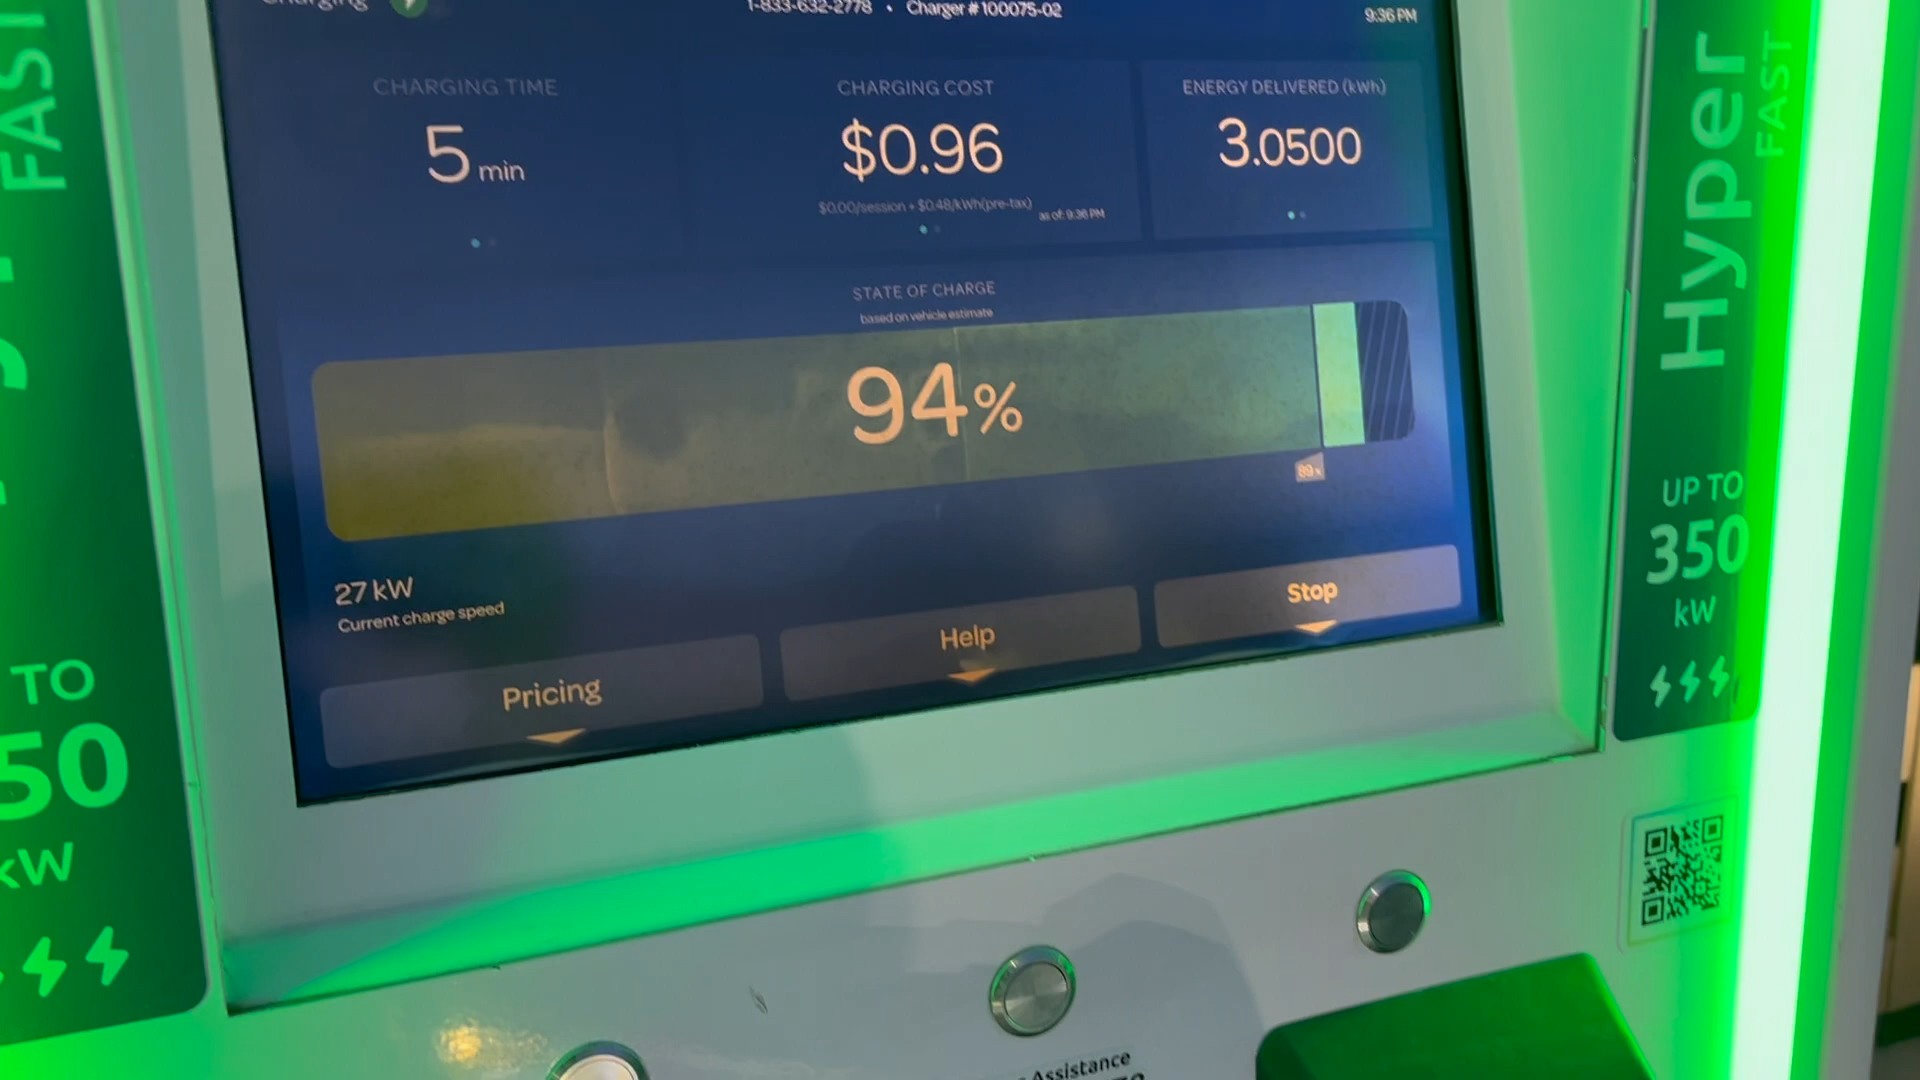 Charging
1-833-632-2778 • Charger # 100075-02
9:36 PM
CHARGING TIME
5 min
CHARGING COST
$0.96
$0.00/session + $0.48/kWh(pre-tax)
as of: 9:36 PM
ENERGY DELIVERED (kWh)
3.0500
STATE OF CHARGE
based on vehicle estimate
94%
89%
27 kW
Current charge speed
Pricing
Help
Stop
FAST
TO
50
kW
Hyper
FAST
UP TO
350
kW
Assistance